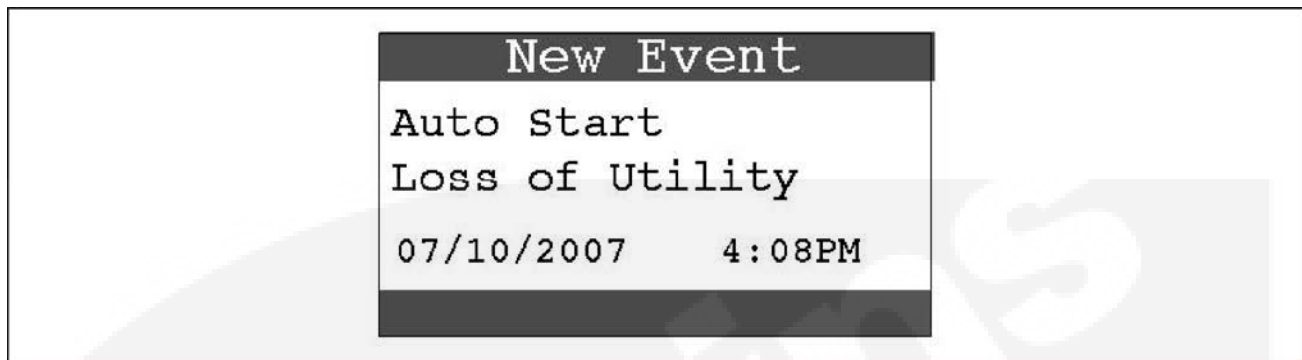 New Event
Auto Start
Loss of Utility
07/10/2007 4:08PM